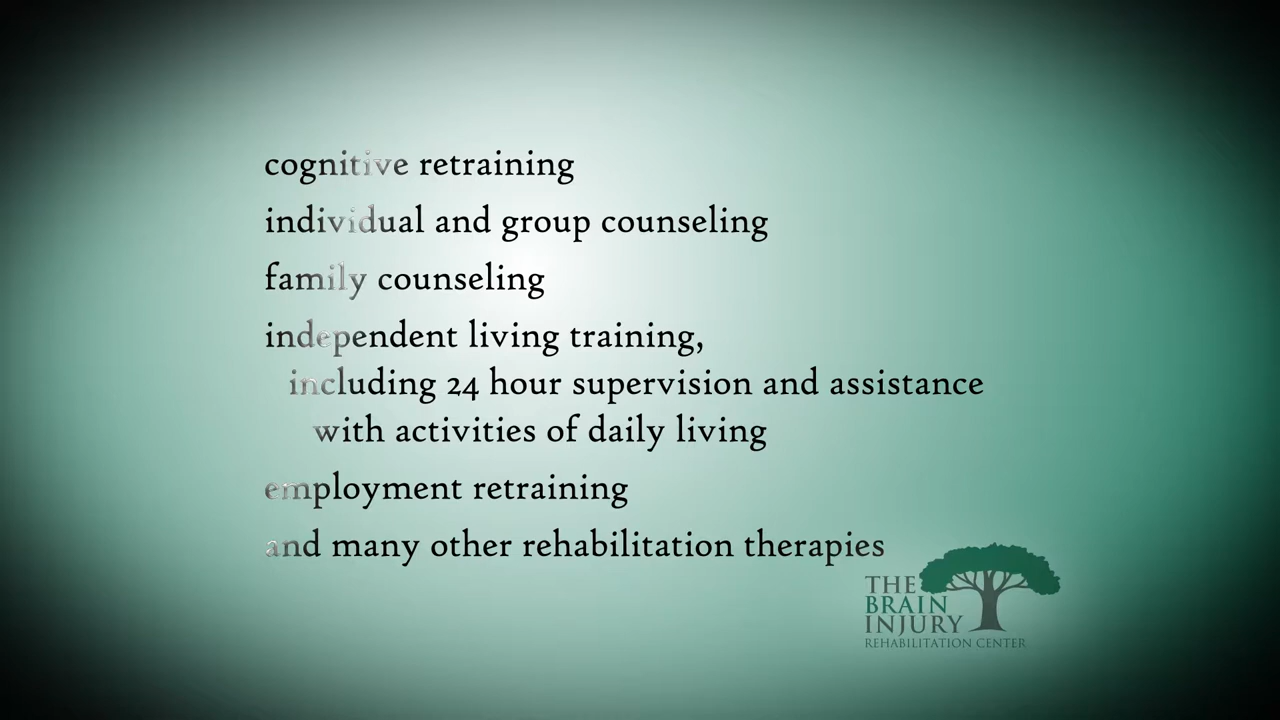 cognitive retraining
individual and group counseling
family counseling
independent living training,
including 24 hour supervision and assistance
with activities of daily living
employment retraining
and many other rehabilitation therapies
THE
BRAIN
INJURY
REHABILITATION CENTER